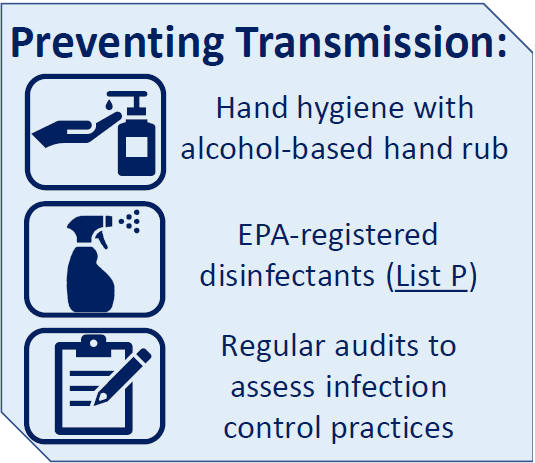 Preventing Transmission:
Hand hygiene with
alcohol-based hand rub
EPA-registered
disinfectants (List P)
Regular audits to
assess infection
control practices